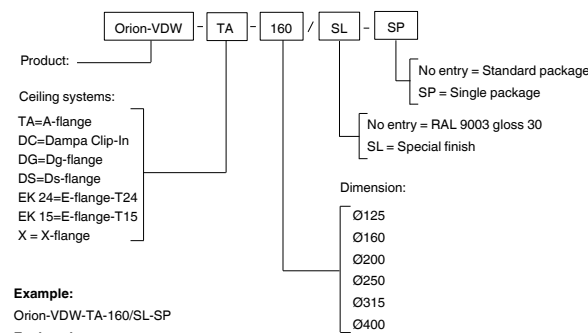 Orion-VDW - TA - 160 / SL - SP
Product:
No entry = Standard package
SP = Single package
Ceiling systems:
TA=A-flange
DC=Dampa Clip-In
DG=Dg-flange
DS=Ds-flange
EK 24=E-flange-T24
EK 15=E-flange-T15
X = X-flange
No entry = RAL 9003 gloss 30
SL = Special finish
Dimension:
Ø125
Ø160
Ø200
Ø250
Ø315
Ø400
Example:
Orion-VDW-TA-160/SL-SP